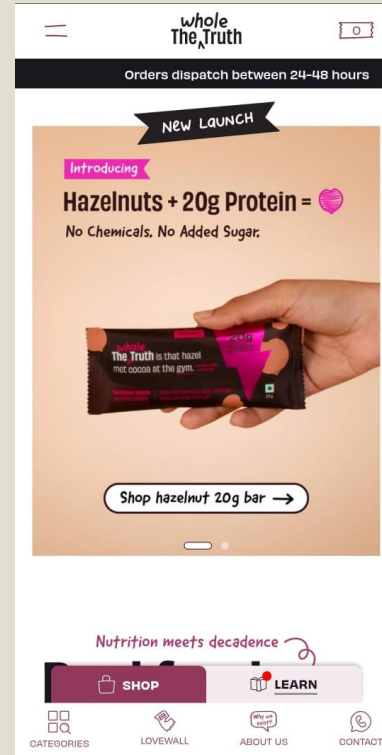 whole
The Truth
0
Orders dispatch between 24-48 hours
New Launch
Introducing
Hazelnuts + 20g Protein =
No Chemicals. No Added Sugar.
20g
whole
The Truth is that hazel
met cocoa at the gym.
Shop hazelnut 20g bar →
Nutrition meets decadence
SHOP
LEARN
Why we exist?
CATEGORIES
LOVEWALL
ABOUT US
CONTACT